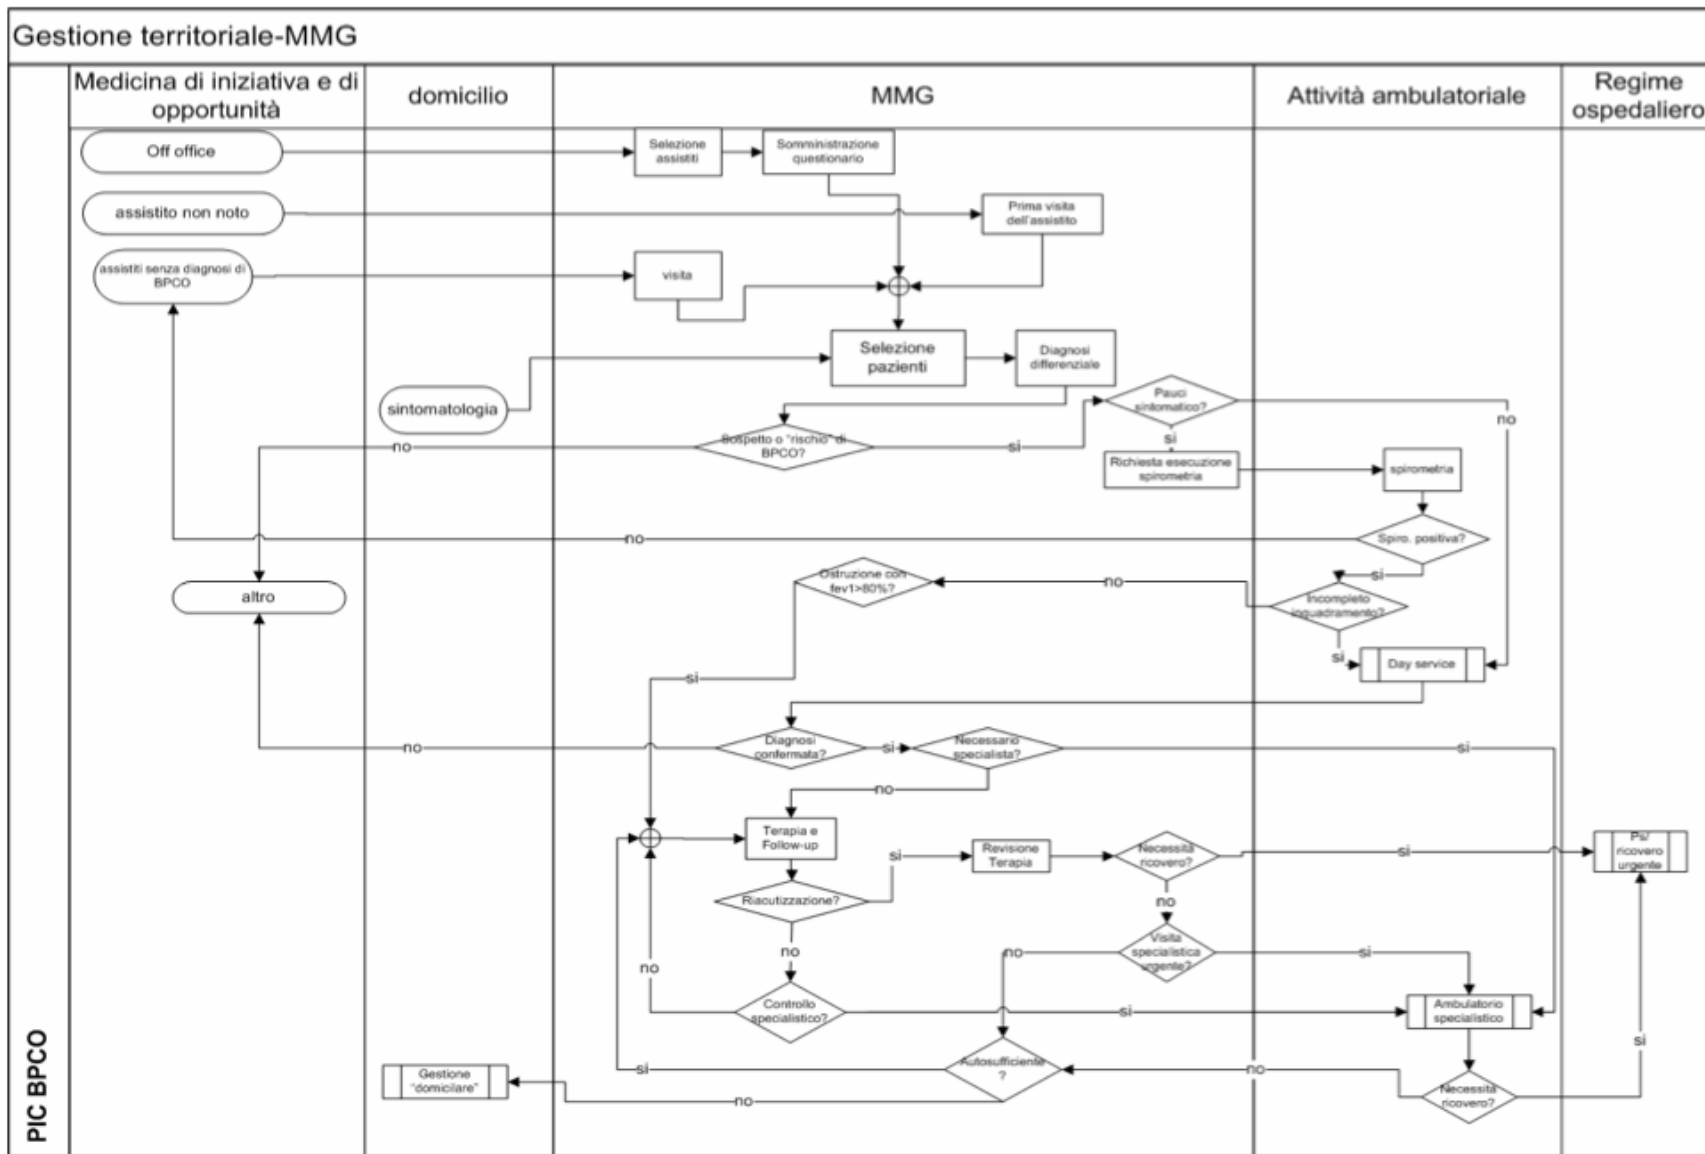 Gestione territoriale-MMG
Medicina di iniziativa e di
opportunità
domicilio
MMG
Attività ambulatoriale
Regime
ospedaliero
Off office
Selezione
assistiti
Somministrazione
questionario
assistito non noto
Prima visita
dell'assistito
assistiti senza diagnosi di
BPCO
visita
Selezione
pazienti
Diagnosi
differenziale
sintomatologia
Pauci
sintomatico?
no
si
Sospetto o "rischio" di
BPCO?
no
si
Richiesta esecuzione
spirometria
spirometria
Spiro. positiva?
no
si
Ostruzione con
fev1>80%?
no
Incompleto
inquadramento?
altro
si
si
Day service
Diagnosi
confermata?
no
si
Necessario
specialista?
si
no
Terapia e
Follow-up
si
Revisione
Terapia
Necessità
ricovero?
si
Ps/
ricovero
urgente
Riacutizzazione?
no
no
no
Visita
specialistica
urgente?
no
si
Controllo
specialistico?
si
Ambulatorio
specialistico
si
Autosufficiente
?
si
no
Gestione
"domicilare"
no
Necessità
ricovero?
PIC BPCO